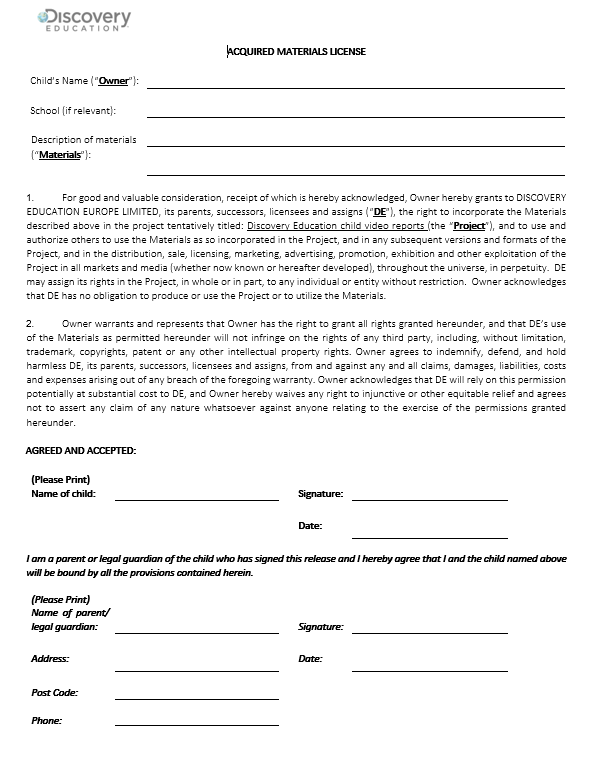 Discovery
EDUCATION
ACQUIRED MATERIALS LICENSE
Child's Name ("Owner"):
School (if relevant):
Description of materials
("Materials"):
1. For good and valuable consideration, receipt of which is hereby acknowledged, Owner hereby grants to DISCOVERY
EDUCATION EUROPE LIMITED, its parents, successors, licensees and assigns ("DE"), the right to incorporate the Materials
described above in the project tentatively titled: Discovery Education child video reports (the "Project"), and to use and
authorize others to use the Materials as so incorporated in the Project, and in any subsequent versions and formats of the
Project, and in the distribution, sale, licensing, marketing, advertising, promotion, exhibition and other exploitation of the
Project in all markets and media (whether now known or hereafter developed), throughout the universe, in perpetuity. DE
may assign its rights in the Project, in whole or in part, to any individual or entity without restriction. Owner acknowledges
that DE has no obligation to produce or use the Project or to utilize the Materials.
2. Owner warrants and represents that Owner has the right to grant all rights granted hereunder, and that DE's use
of the Materials as permitted hereunder will not infringe on the rights of any third party, including, without limitation,
trademark, copyrights, patent or any other intellectual property rights. Owner agrees to indemnify, defend, and hold
harmless DE, its parents, successors, licensees and assigns, from and against any and all claims, damages, liabilities, costs
and expenses arising out of any breach of the foregoing warranty. Owner acknowledges that DE will rely on this permission
potentially at substantial cost to DE, and Owner hereby waives any right to injunctive or other equitable relief and agrees
not to assert any claim of any nature whatsoever against anyone relating to the exercise of the permissions granted
hereunder.
AGREED AND ACCEPTED:
(Please Print)
Name of child:
Signature:
Date:
I am a parent or legal guardian of the child who has signed this release and I hereby agree that I and the child named above
will be bound by all the provisions contained herein.
(Please Print)
Name of parent/
legal guardian:
Signature:
Address:
Date:
Post Code:
Phone: